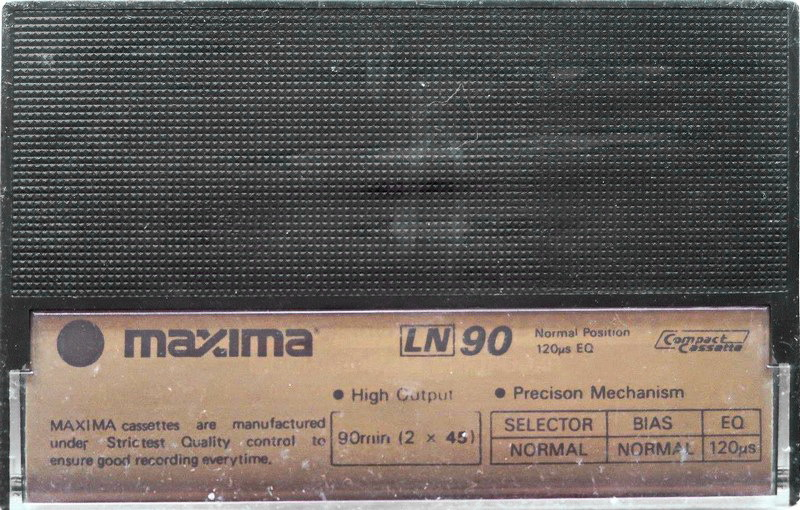 maxima
LN 90
Normal Position
120µs EQ
Compact
Cassette
● High Output
● Precison Mechanism
MAXIMA cassettes are manufactured
under Strictest Quality control to
ensure good recording everytime.
90min (2 × 45)
SELECTOR BIAS EQ
NORMAL NORMAL 120µs